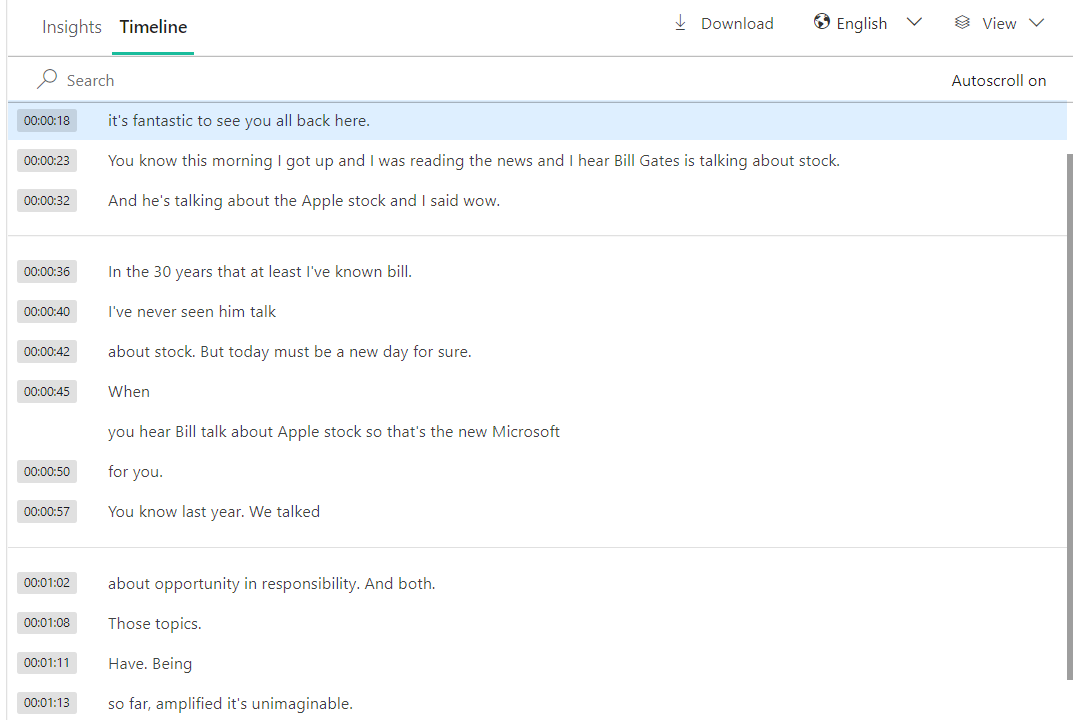 Insights Timeline Download English View
Search Autoscroll on
00:00:18 it's fantastic to see you all back here.
00:00:23 You know this morning I got up and I was reading the news and I hear Bill Gates is talking about stock.
00:00:32 And he's talking about the Apple stock and I said wow.
00:00:36 In the 30 years that at least I've known bill.
00:00:40 I've never seen him talk
00:00:42 about stock. But today must be a new day for sure.
00:00:45 When
you hear Bill talk about Apple stock so that's the new Microsoft
00:00:50 for you.
00:00:57 You know last year. We talked
00:01:02 about opportunity in responsibility. And both.
00:01:08 Those topics.
00:01:11 Have. Being
00:01:13 so far, amplified it's unimaginable.